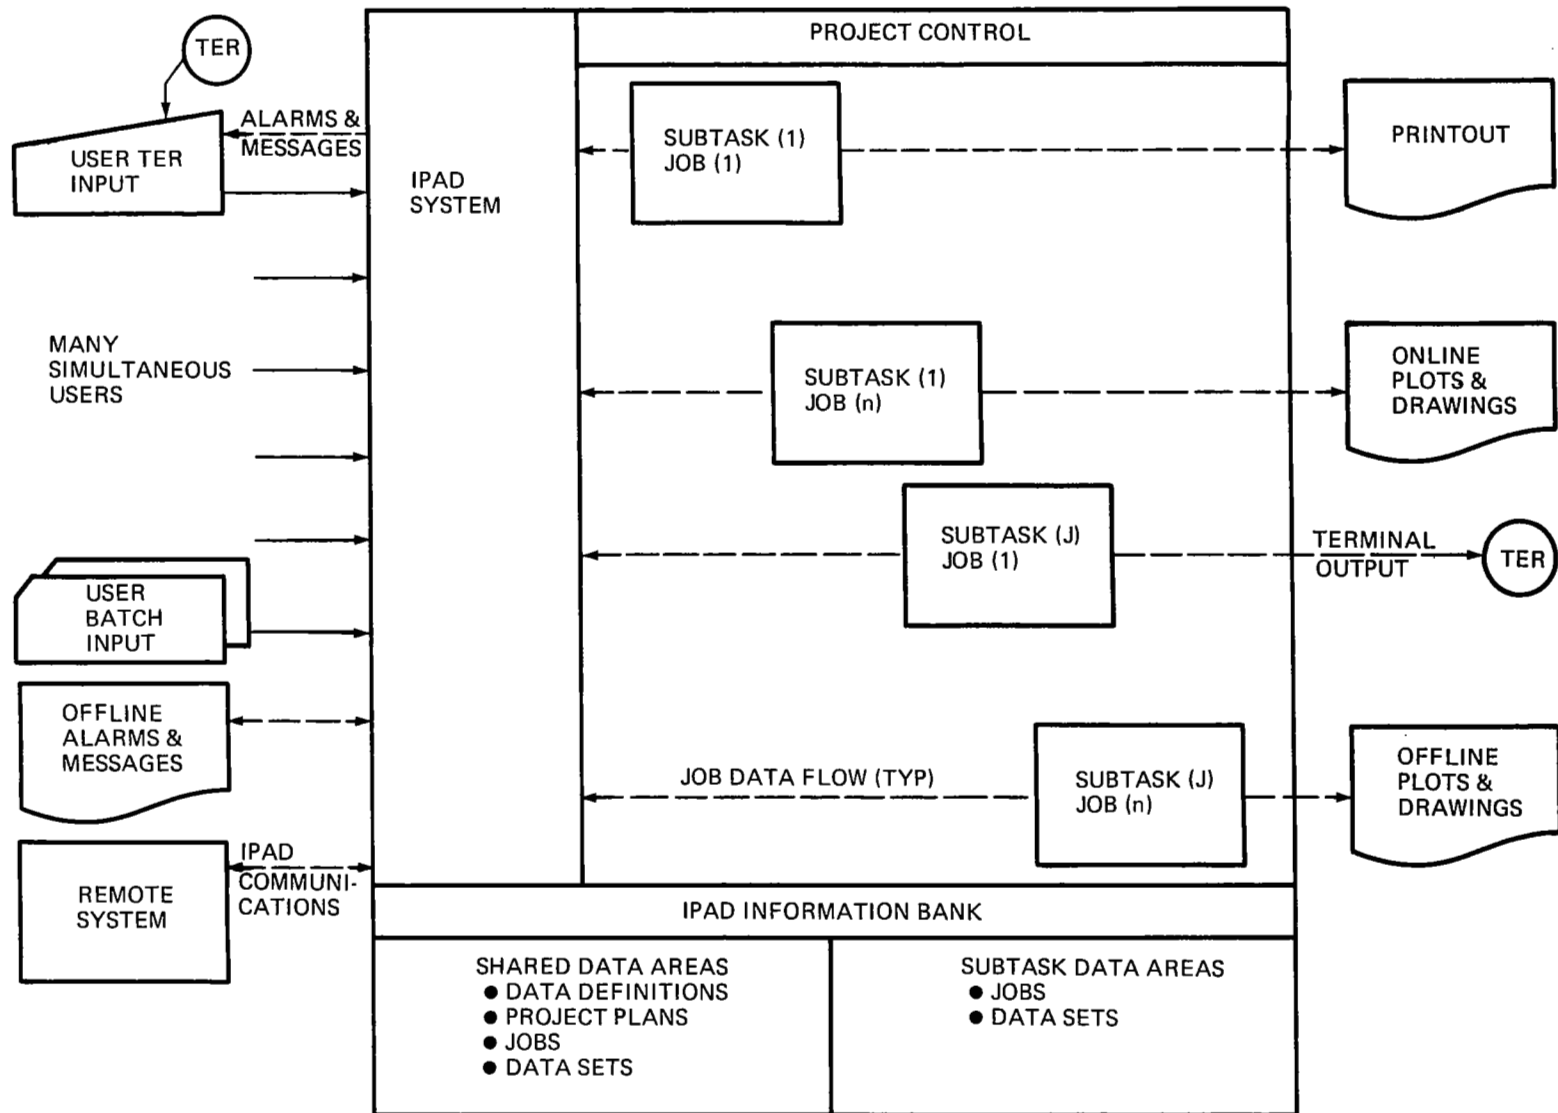 TER
PROJECT CONTROL
ALARMS &
MESSAGES
USER TER
INPUT
IPAD
SYSTEM
SUBTASK (1)
JOB (1)
PRINTOUT
MANY
SIMULTANEOUS
USERS
SUBTASK (1)
JOB (n)
ONLINE
PLOTS &
DRAWINGS
SUBTASK (J)
JOB (1)
TERMINAL
OUTPUT
TER
USER
BATCH
INPUT
OFFLINE
ALARMS &
MESSAGES
JOB DATA FLOW (TYP)
SUBTASK (J)
JOB (n)
OFFLINE
PLOTS &
DRAWINGS
IPAD
COMMUNI-
CATIONS
REMOTE
SYSTEM
IPAD INFORMATION BANK
SHARED DATA AREAS
● DATA DEFINITIONS
● PROJECT PLANS
● JOBS
● DATA SETS
SUBTASK DATA AREAS
● JOBS
● DATA SETS